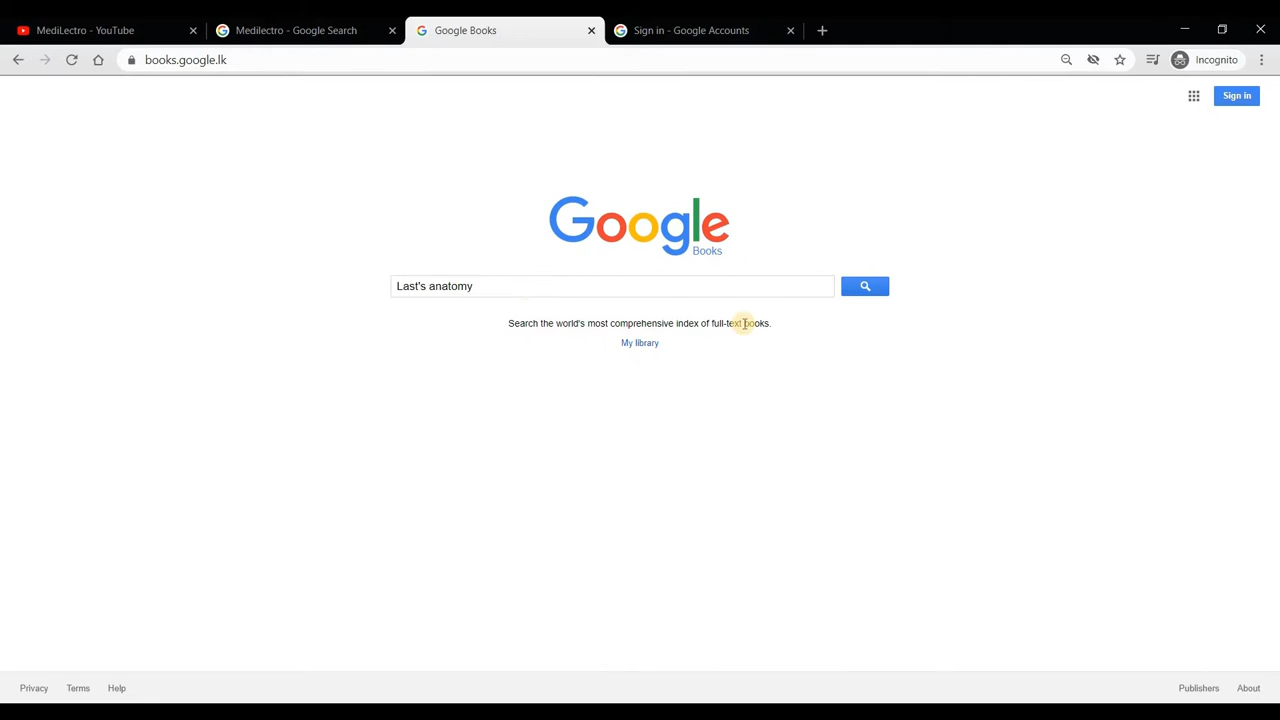 MediLectro - YouTube
Medilectro - Google Search
Google Books
Sign in - Google Accounts
books.google.lk
Incognito
Sign in
Google
Books
Last's anatomy
Search the world's most comprehensive index of full-text books.
My library
Privacy
Terms
Help
Publishers
About